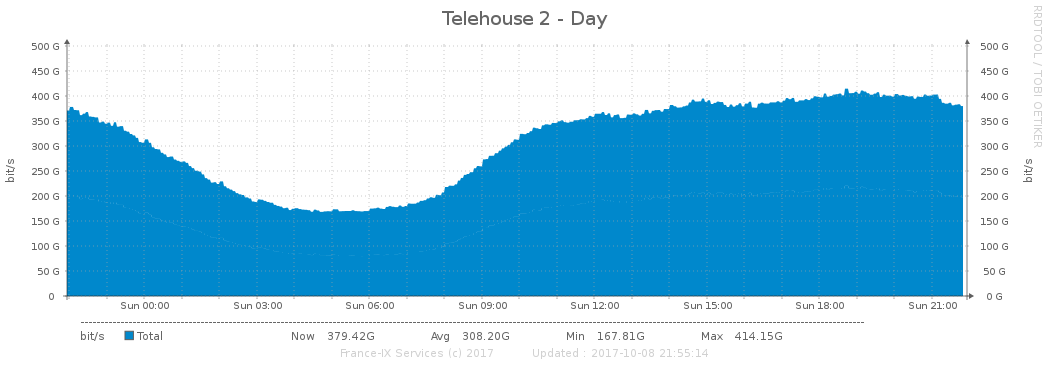 Telehouse 2 - Day
RRDTOOL / TOBI OETIKER
500 G 500 G
450 G 450 G
400 G 400 G
350 G 350 G
300 G 300 G
250 G 250 G
200 G 200 G
150 G 150 G
100 G 100 G
50 G 50 G
0 0 G
bit/s
bit/s
Sun 00:00 Sun 03:00 Sun 06:00 Sun 09:00 Sun 12:00 Sun 15:00 Sun 18:00 Sun 21:00
bit/s Total Now 379.42G Avg 308.20G Min 167.81G Max 414.15G
France-IX Services (c) 2017 Updated : 2017-10-08 21:55:14